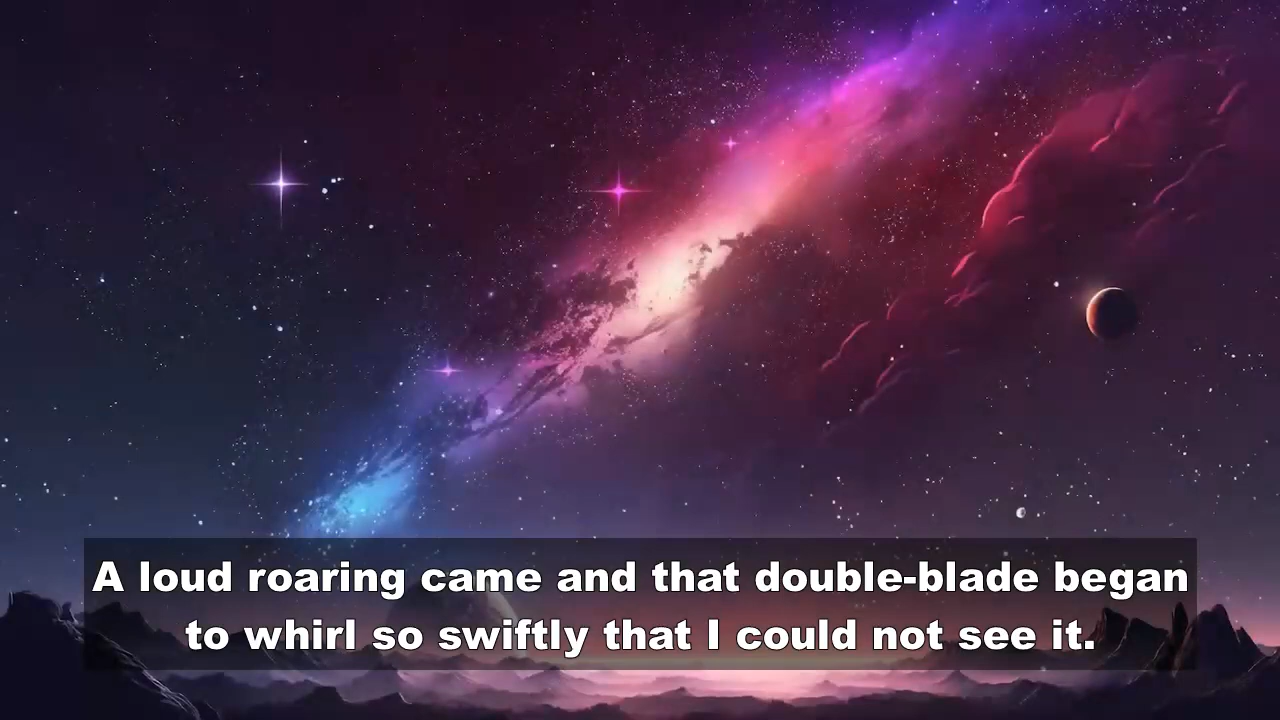 A loud roaring came and that double-blade began
to whirl so swiftly that I could not see it.